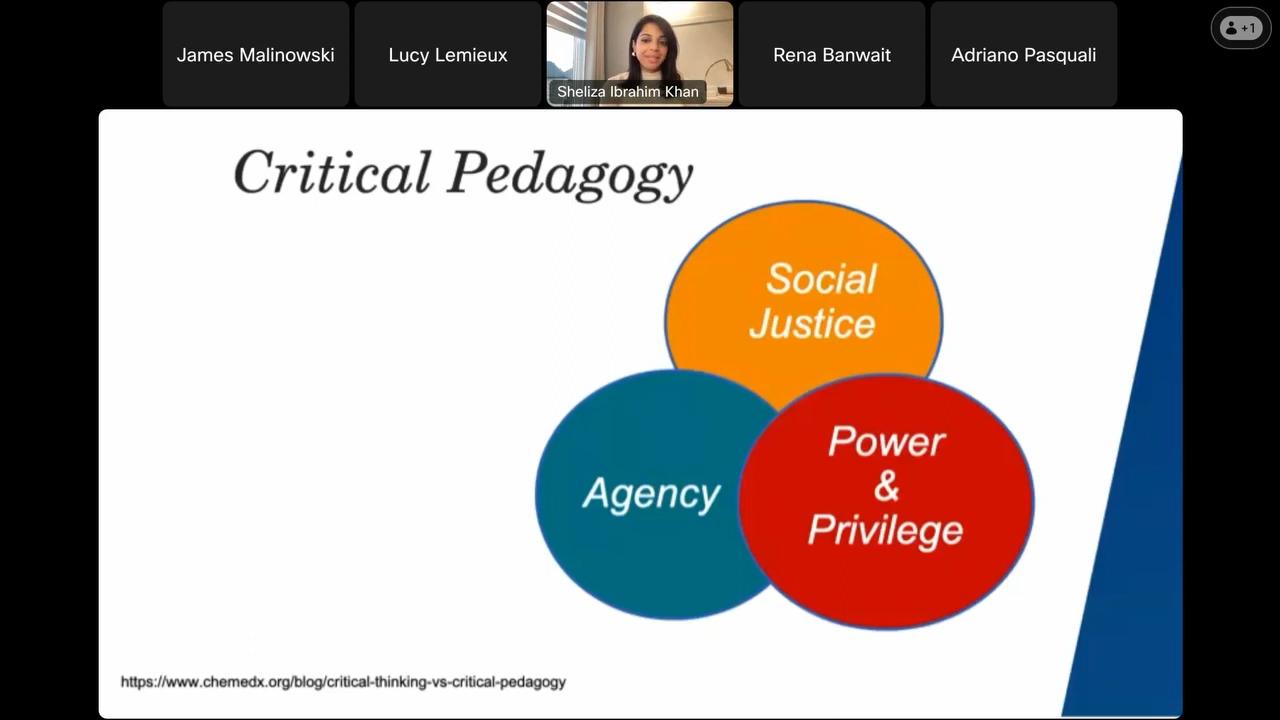 James Malinowski
Lucy Lemieux
Sheliza Ibrahim Khan
Rena Banwait
Adriano Pasquali
+1
Critical Pedagogy
Social
Justice
Agency
Power
&
Privilege
https://www.chemedx.org/blog/critical-thinking-vs-critical-pedagogy